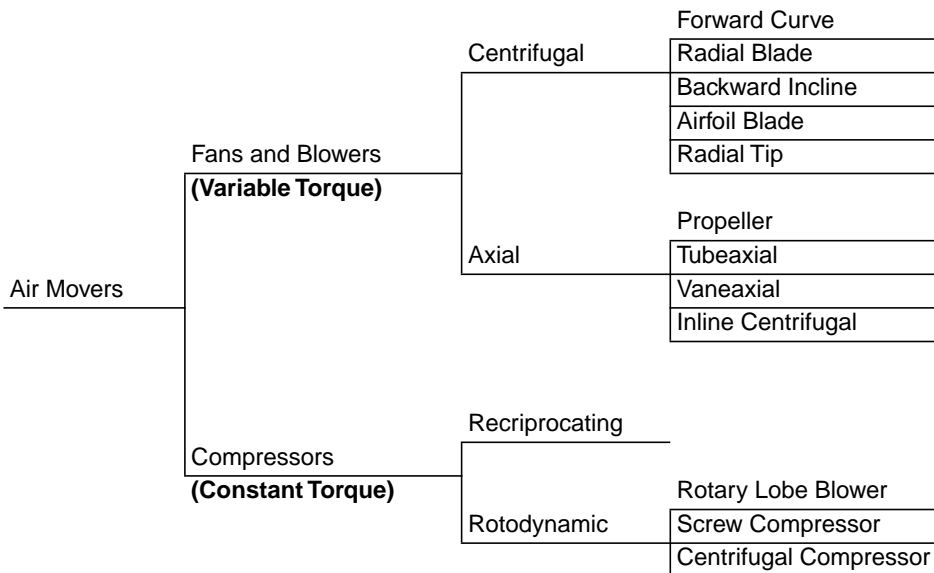 Forward Curve
Centrifugal
Radial Blade
Backward Incline
Airfoil Blade
Fans and Blowers
Radial Tip
(Variable Torque)
Propeller
Axial
Tubeaxial
Air Movers
Vaneaxial
Inline Centrifugal
Recriprocating
Compressors
(Constant Torque)
Rotary Lobe Blower
Rotodynamic
Screw Compressor
Centrifugal Compressor